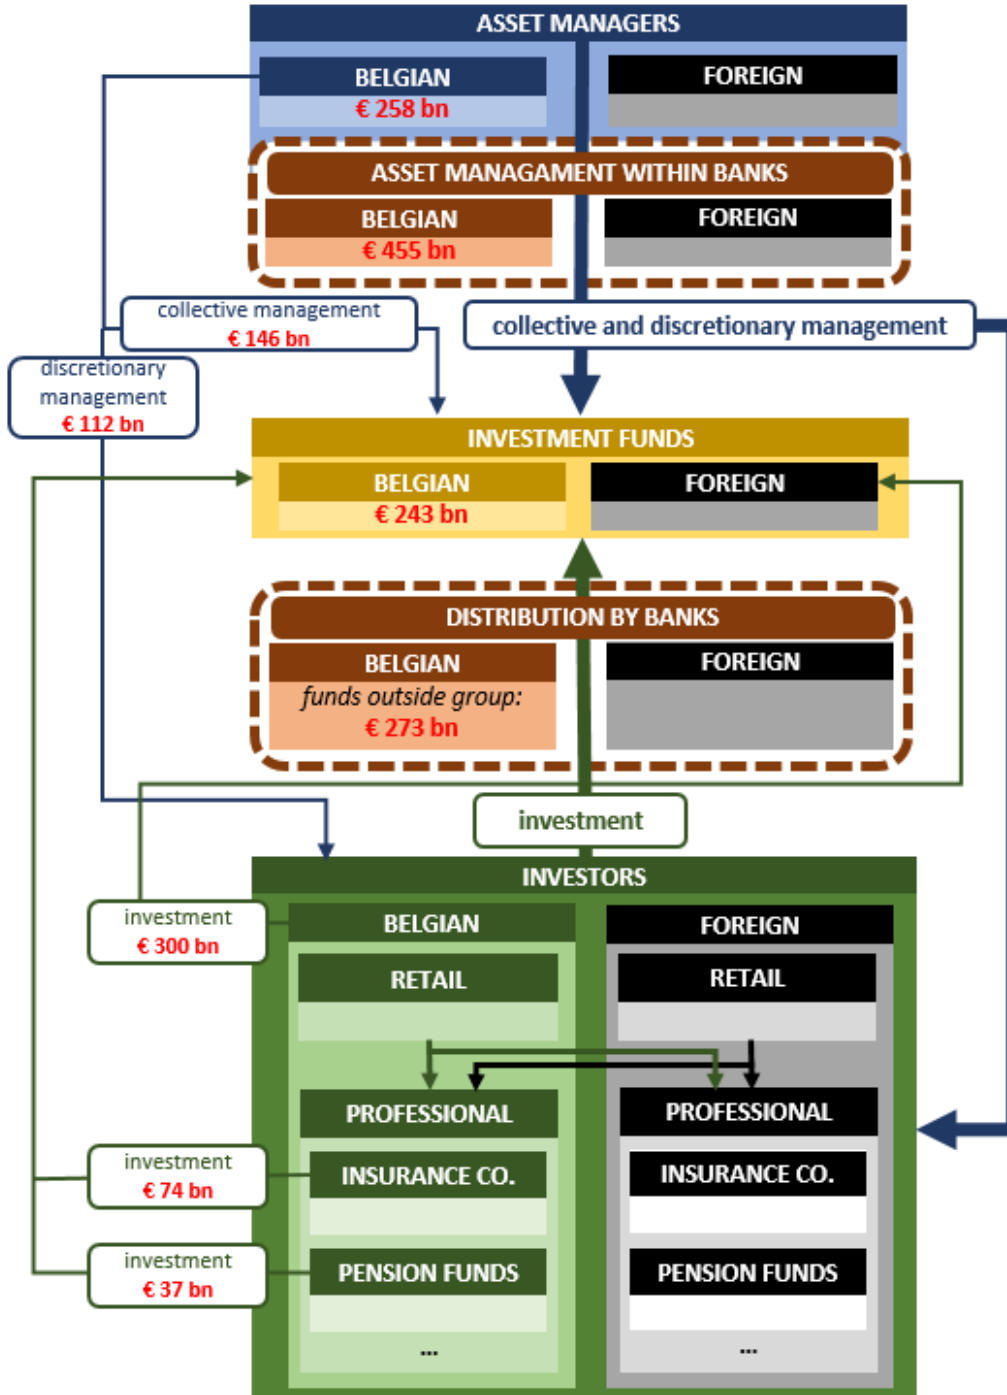 ASSET MANAGERS
BELGIAN
€ 258 bn
FOREIGN
ASSET MANAGAMENT WITHIN BANKS
BELGIAN
€ 455 bn
FOREIGN
collective management
€ 146 bn
collective and discretionary management
discretionary
management
€ 112 bn
INVESTMENT FUNDS
BELGIAN
€ 243 bn
FOREIGN
DISTRIBUTION BY BANKS
BELGIAN
funds outside group:
€ 273 bn
FOREIGN
investment
INVESTORS
investment
€ 300 bn
BELGIAN
FOREIGN
RETAIL
RETAIL
PROFESSIONAL
PROFESSIONAL
investment
€ 74 bn
INSURANCE CO.
INSURANCE CO.
investment
€ 37 bn
PENSION FUNDS
PENSION FUNDS
...
...